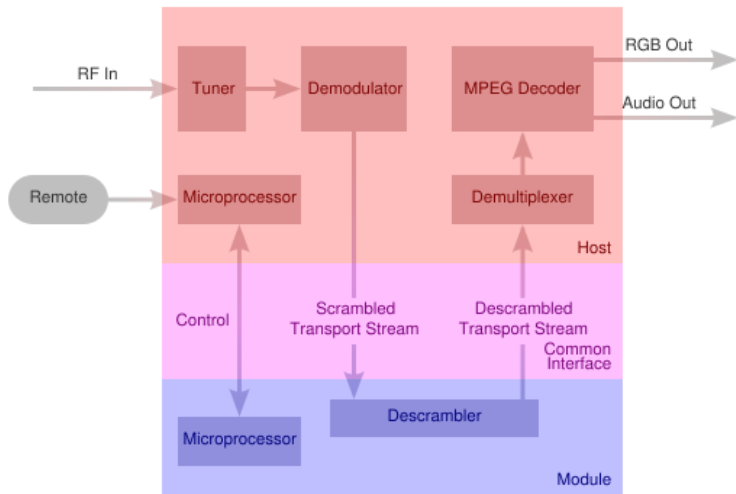 RGB Out
RF In
Tuner
Demodulator
MPEG Decoder
Audio Out
Remote
Microprocessor
Demultiplexer
Host
Control
Scrambled
Transport Stream
Descrambled
Transport Stream
Common
Interface
Descrambler
Microprocessor
Module